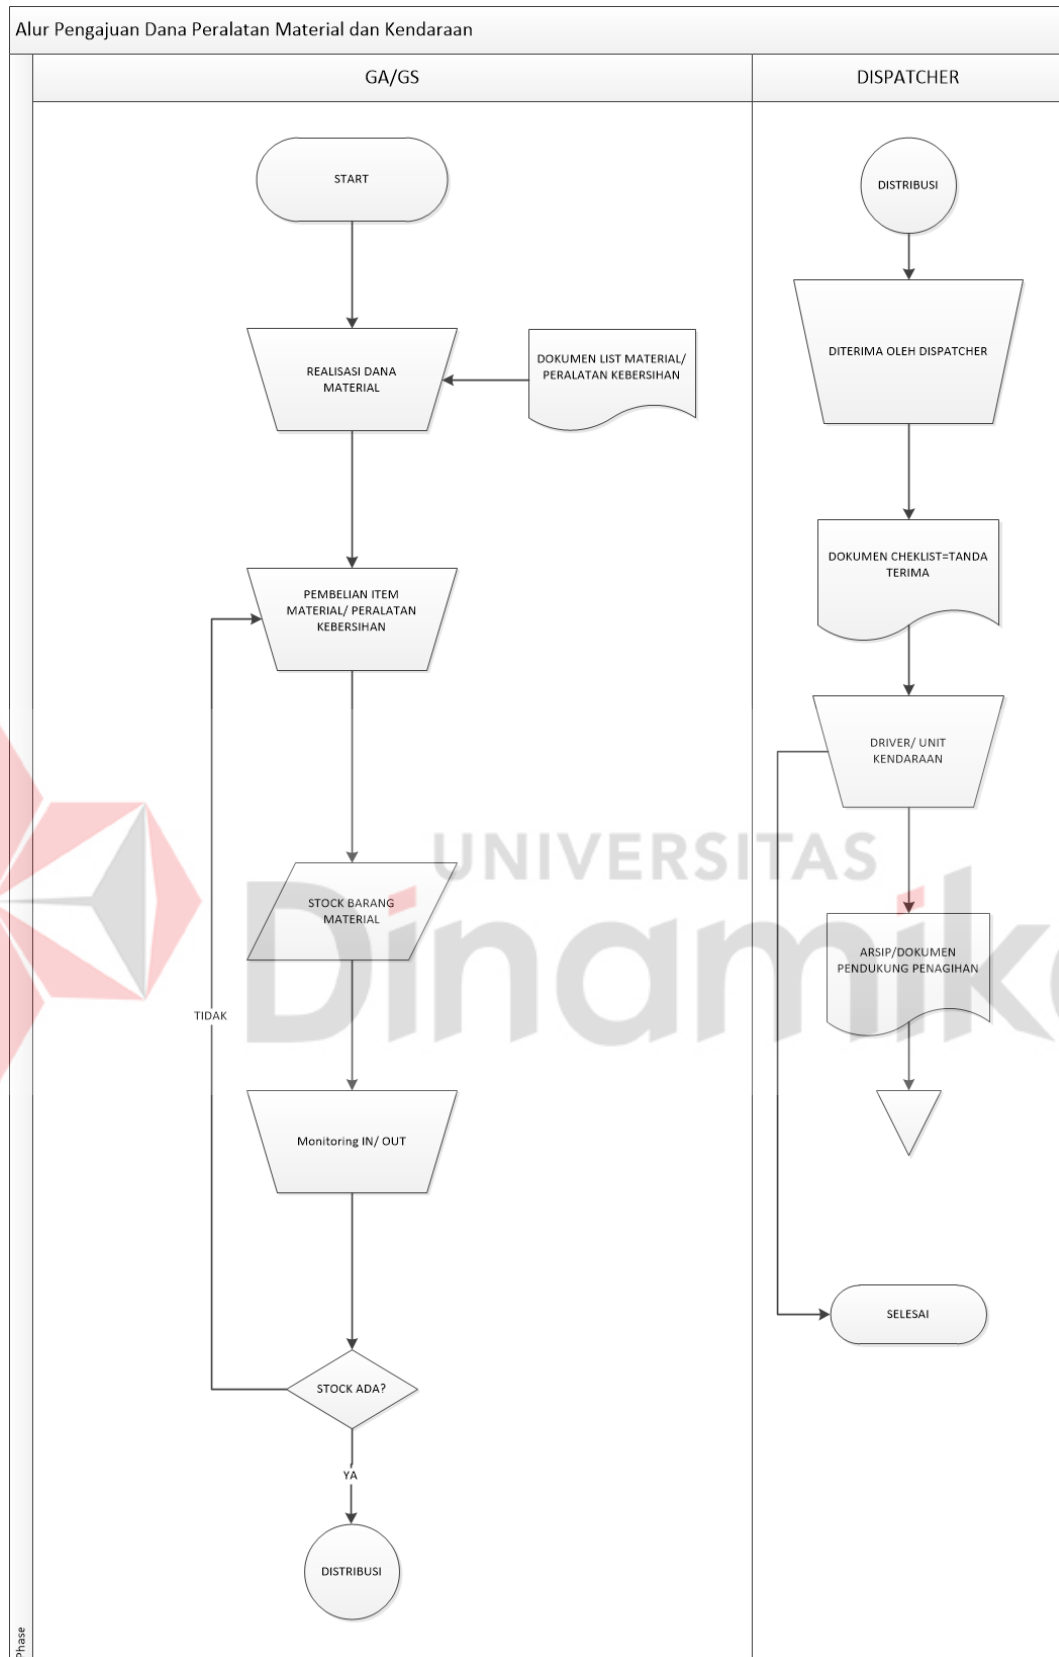 Alur Pengajuan Dana Peralatan Material dan Kendaraan
GA/GS
DISPATCHER
START
REALISASI DANA
MATERIAL
DOKUMEN LIST MATERIAL/
PERALATAN KEBERSIHAN
PEMBELIAN ITEM
MATERIAL/ PERALATAN
KEBERSIHAN
STOCK BARANG
MATERIAL
TIDAK
Monitoring IN/ OUT
STOCK ADA?
YA
DISTRIBUSI
DISTRIBUSI
DITERIMA OLEH DISPATCHER
DOKUMEN CHEKLIST=TANDA
TERIMA
DRIVER/ UNIT
KENDARAAN
ARSIP/DOKUMEN
PENDUKUNG PENAGIHAN
SELESAI
Phase
UNIVERSITAS
Dinamika